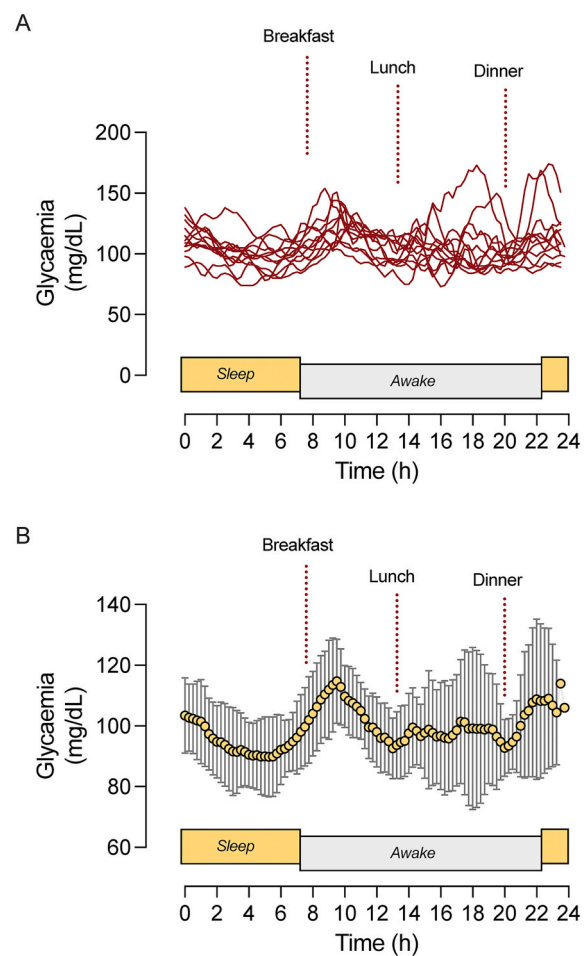 A
Breakfast
Lunch
Dinner
200
150
100
50
0
Glycaemia
(mg/dL)
Sleep
Awake
0 2 4 6 8 10 12 14 16 18 20 22 24
Time (h)
B
Breakfast
Lunch
Dinner
140
120
100
80
60
Glycaemia
(mg/dL)
Sleep
Awake
0 2 4 6 8 10 12 14 16 18 20 22 24
Time (h)